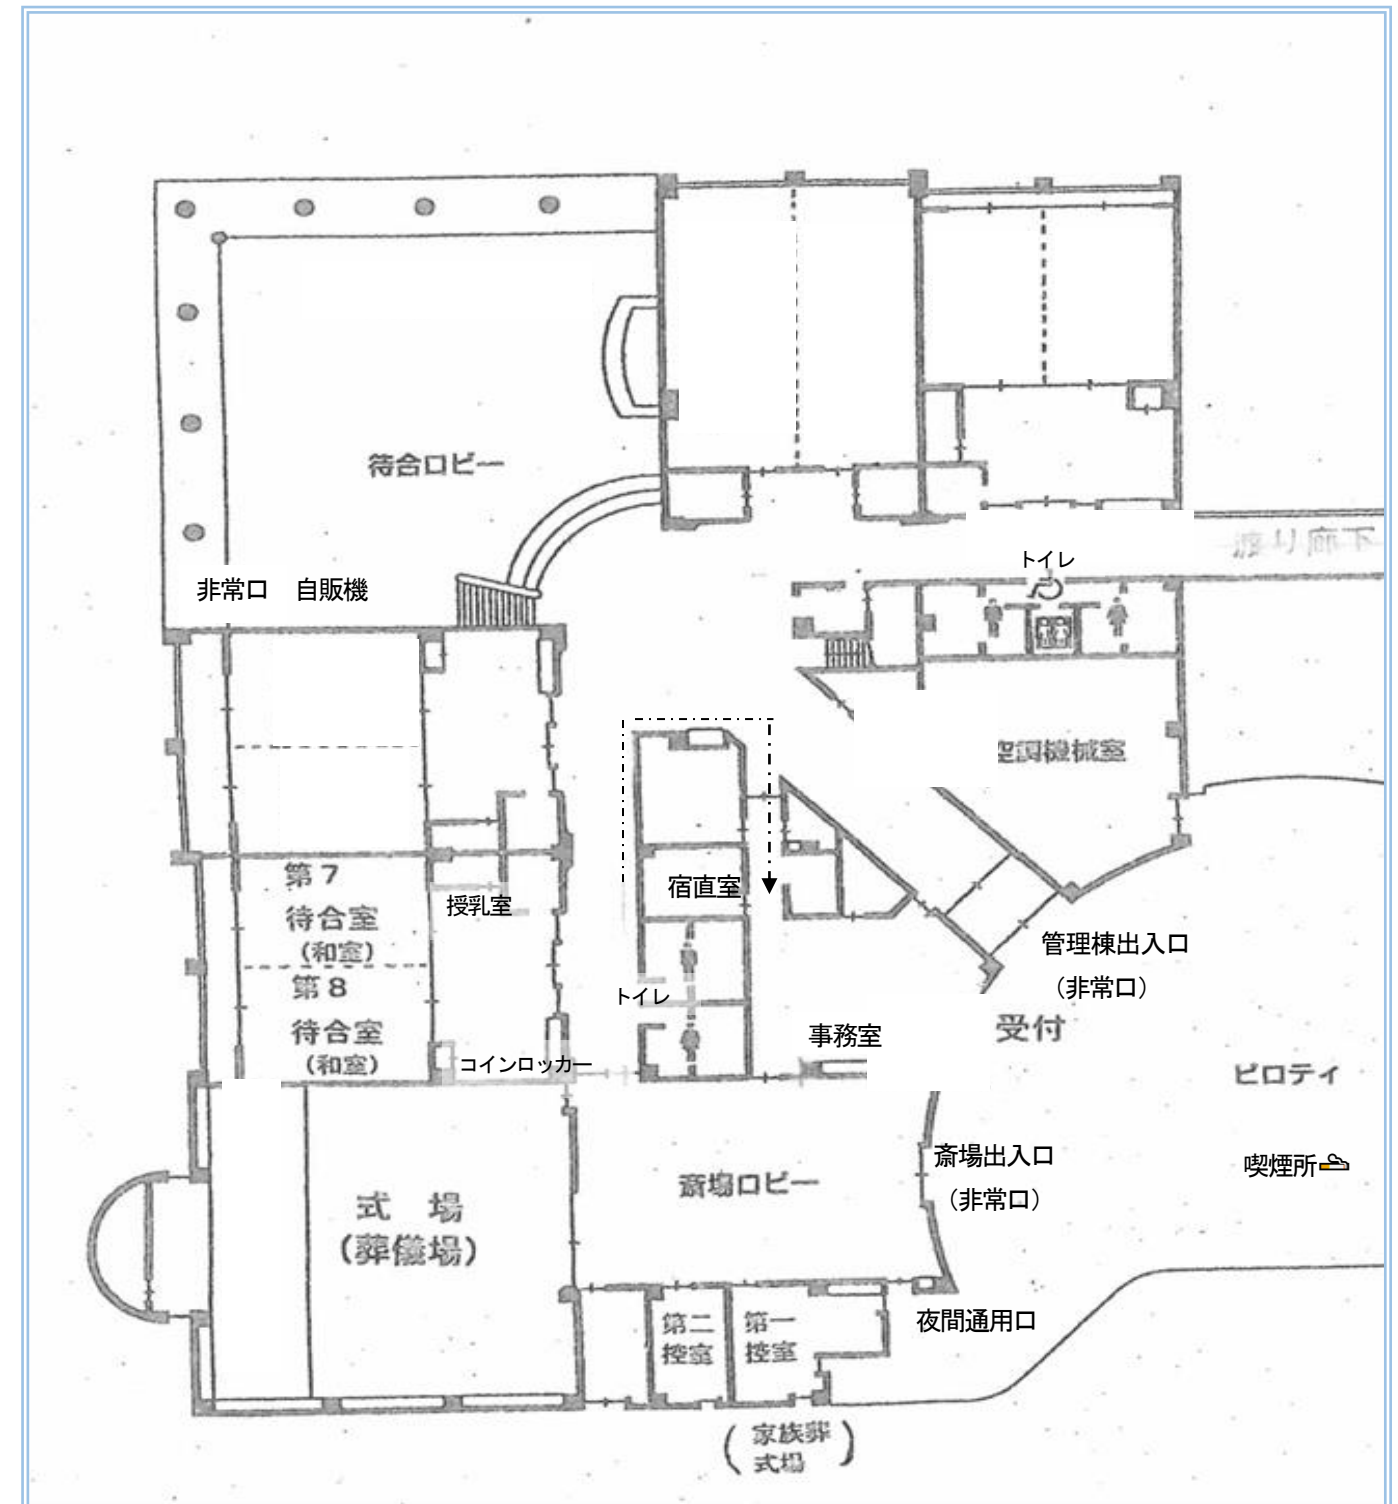 待合ロビー
渡り廊下
トイレ
非常口 自販機
空調機械室
第7
待合室
(和室)
授乳室
宿直室
第8
待合室
(和室)
トイレ
コインロッカー
事務室
管理棟出入口
(非常口)
受付
ピロティ
斎場出入口
(非常口)
喫煙所
斎場ロビー
式 場
(葬儀場)
夜間通用口
第二
控室
第一
控室
(家族葬
式場)